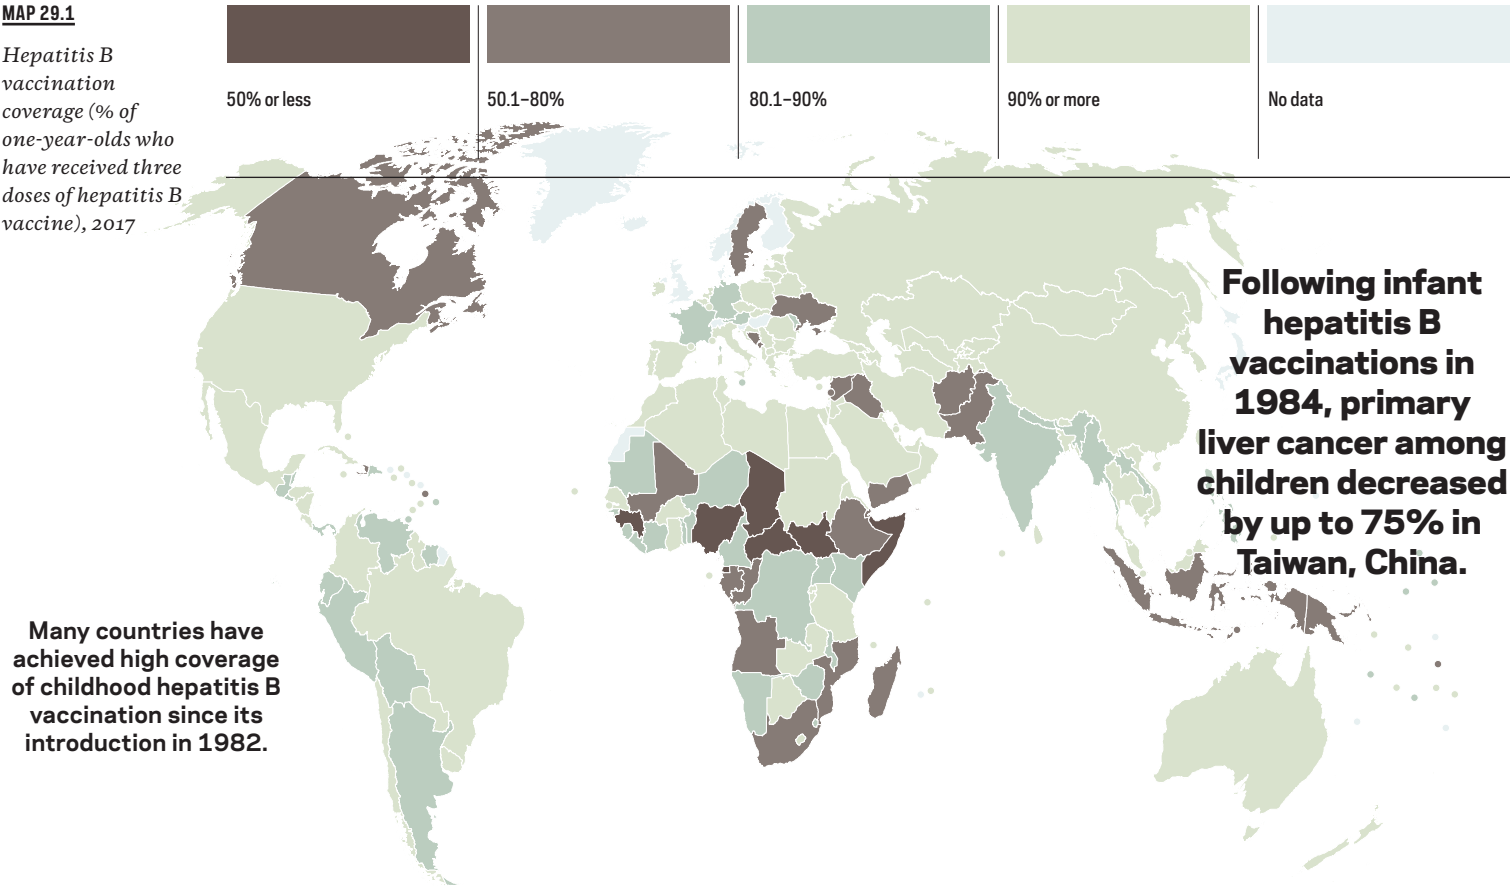 MAP 29.1
Hepatitis B
vaccination
coverage (% of
one-year-olds who
have received three
doses of hepatitis B
vaccine), 2017
50% or less
50.1–80%
80.1–90%
90% or more
No data
Following infant
hepatitis B
vaccinations in
1984, primary
liver cancer among
children decreased
by up to 75% in
Taiwan, China.
Many countries have
achieved high coverage
of childhood hepatitis B
vaccination since its
introduction in 1982.